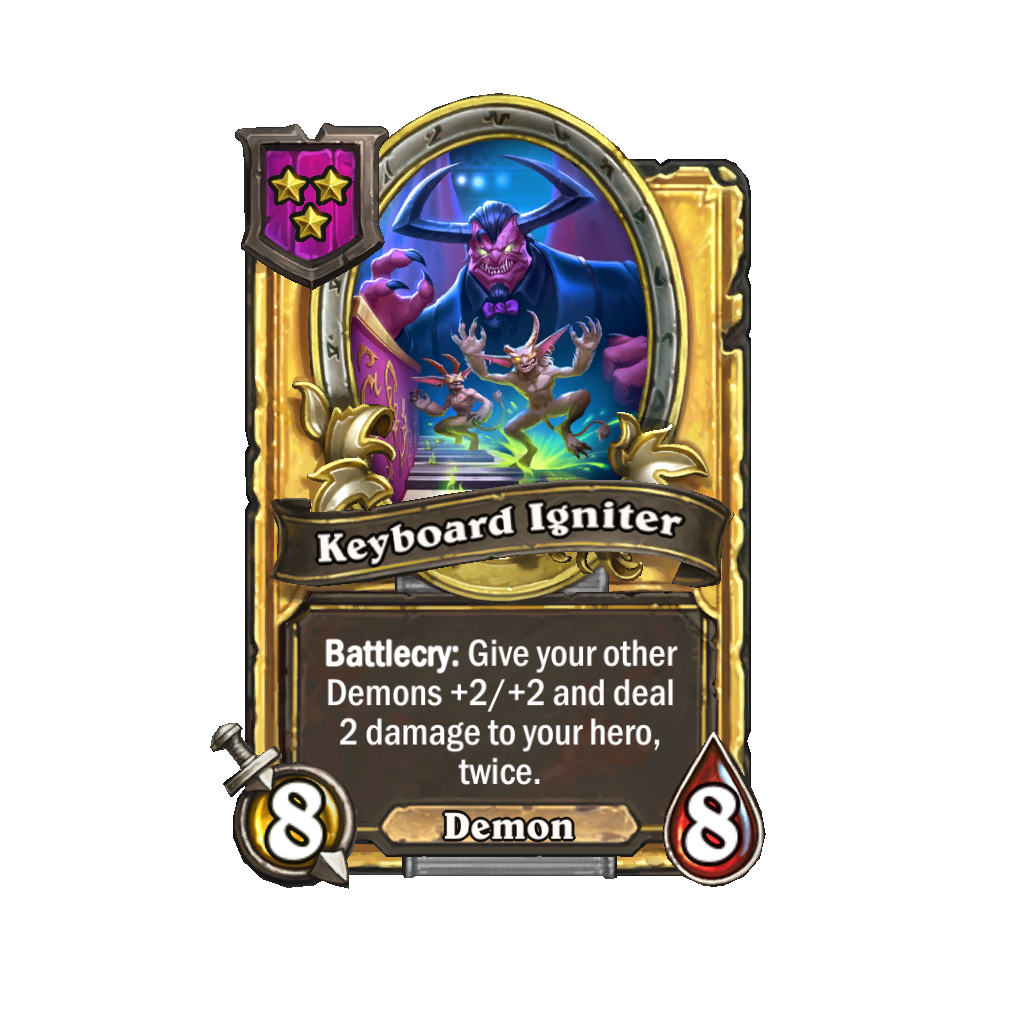 Keyboard Igniter
Battlecry: Give your other
Demons +2/+2 and deal
2 damage to your hero,
twice.
8
Demon
8